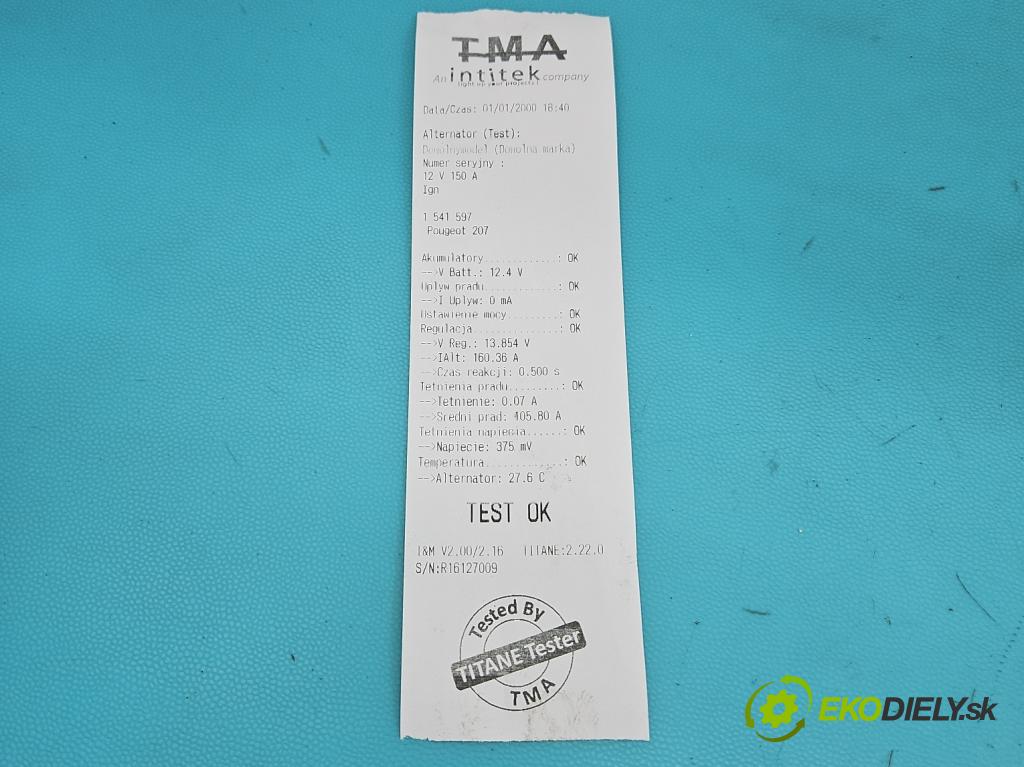 TMA
An intitek company
light up your projects !
Data/Czas: 01/01/2000 18:40
Alternator (Test):
Dowolnymodel (Dowolna marka)
Numer seryjny :
12 V 150 A
Ign
1 541 597
Pougeot 207
Akumulatory.............: OK
-->V Batt.: 12.4 V
Uplyw pradu.............: OK
-->I Uplyw: 0 mA
Ustawienie mocy.........: OK
Regulacja...............: OK
-->V Reg.: 13.854 V
-->IAlt: 160.36 A
-->Czas reakcji: 0.500 s
Tetnienia pradu.........: OK
-->Tetnienie: 0.07 A
-->Sredni prad: 405.80 A
Tetnienia napiecia......: OK
-->Napiecie: 375 mV
Temperatura.............: OK
-->Alternator: 27.6 C
TEST OK
T&M V2.00/2.16 TITANE:2.22.0
S/N:R16127009
Tested By
TITANE Tester
TMA
EKODIELY.sk